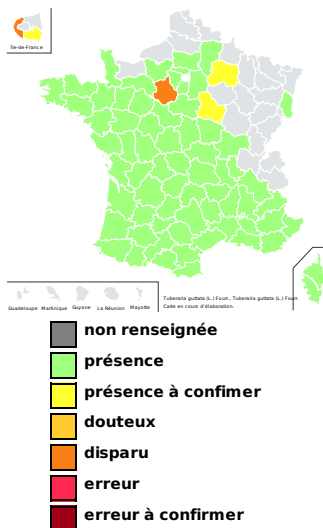 Île-de-France
Guadeloupe Martinique Guyane La Réunion Mayotte
Tuberaria guttata (L.) Fourr., Tuberaria guttata (L.) Fourr.
Carte en cours d'élaboration.
non renseignée
présence
présence à confimer
douteux
disparu
erreur
erreur à confirmer